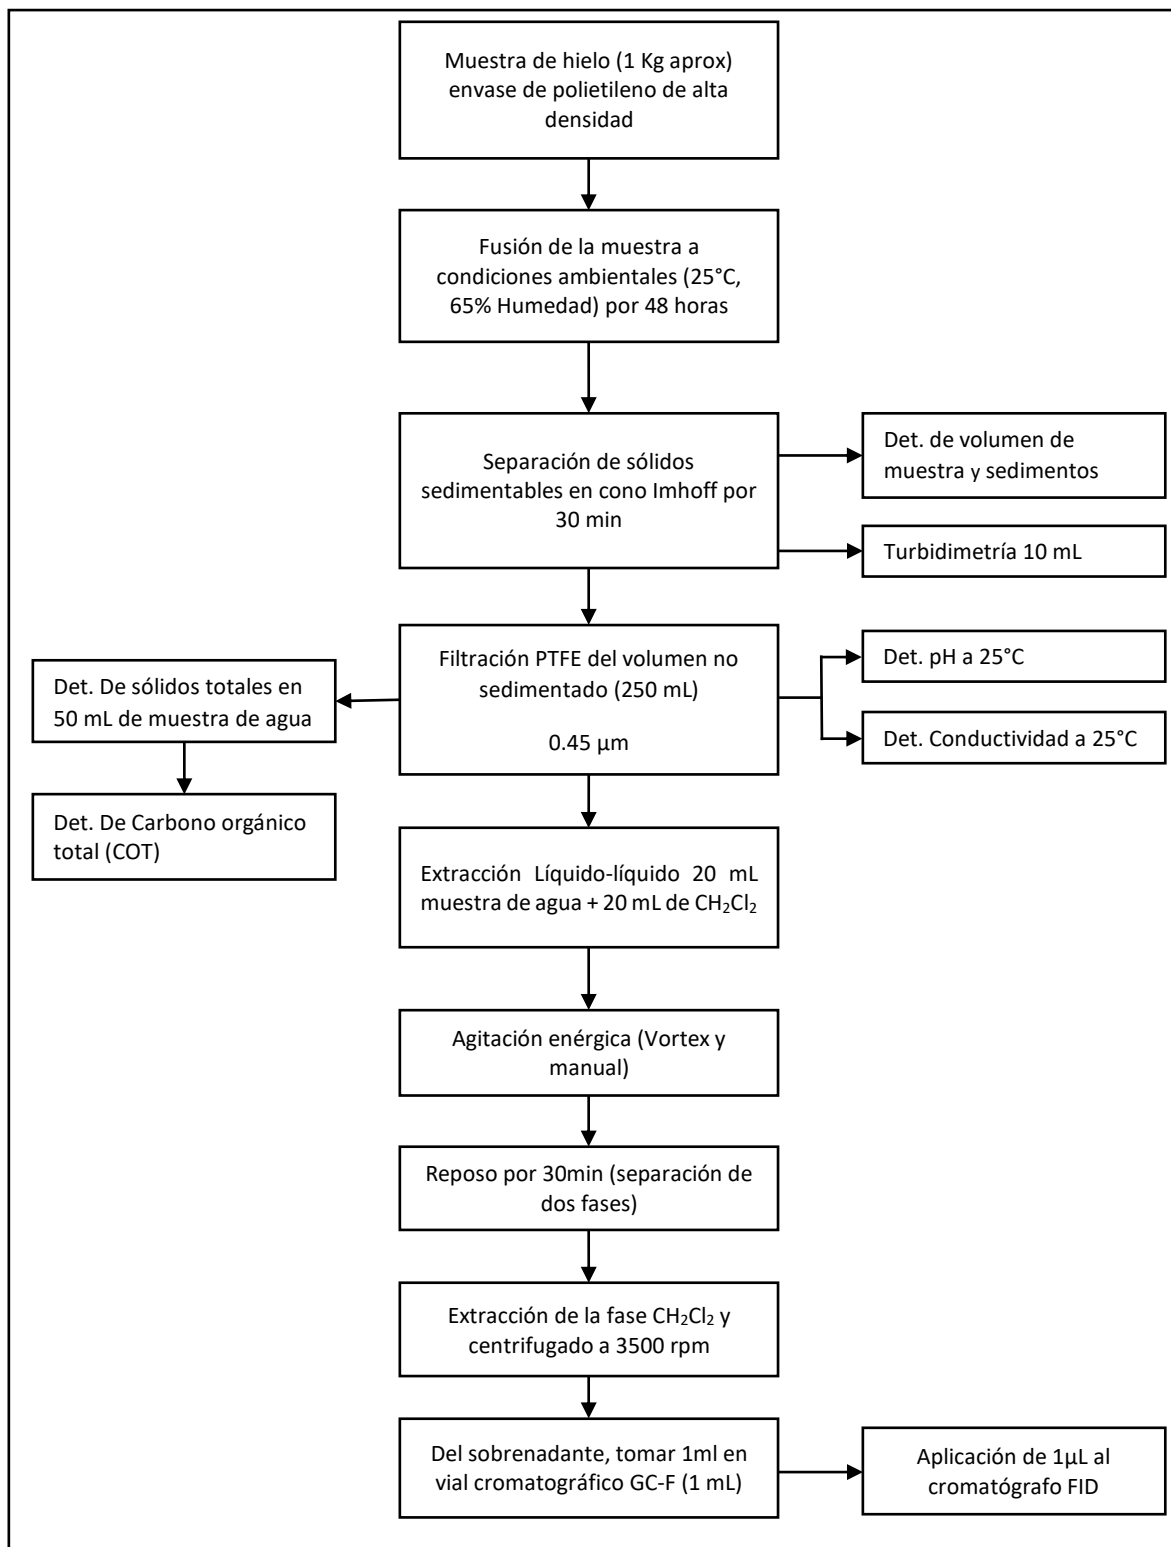 Muestra de hielo (1 Kg aprox)
envase de polietileno de alta
densidad
Fusión de la muestra a
condiciones ambientales (25°C,
65% Humedad) por 48 horas
Separación de sólidos
sedimentables en cono Imhoff por
30 min
Det. de volumen de
muestra y sedimentos
Turbidimetría 10 mL
Filtración PTFE del volumen no
sedimentado (250 mL)
0.45 µm
Det. De sólidos totales en
50 mL de muestra de agua
Det. De Carbono orgánico
total (COT)
Det. pH a 25°C
Det. Conductividad a 25°C
Extracción Líquido-líquido 20 mL
muestra de agua + 20 mL de CH₂Cl₂
Agitación enérgica (Vortex y
manual)
Reposo por 30min (separación de
dos fases)
Extracción de la fase CH₂Cl₂ y
centrifugado a 3500 rpm
Del sobrenadante, tomar 1ml en
vial cromatográfico GC-F (1 mL)
Aplicación de 1µL al
cromatógrafo FID